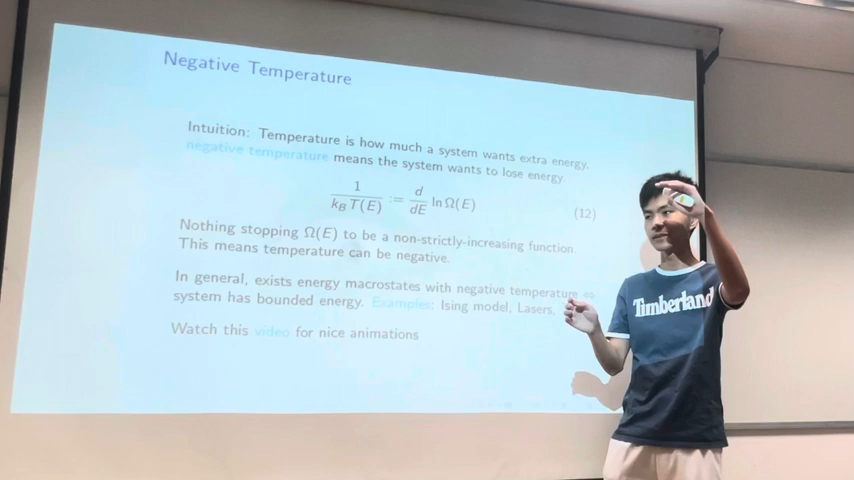 Negative Temperature
Intuition: Temperature is how much a system wants extra energy.
negative temperature means the system wants to lose energy.
1/(k_B T(E)) := d/dE ln Ω(E) (12)
Nothing stopping Ω(E) to be a non-strictly-increasing function
This means temperature can be negative.
In general, exists energy macrostates with negative temperature ⇔
system has bounded energy. Examples: Ising model, Lasers,
Watch this video for nice animations
Timberland